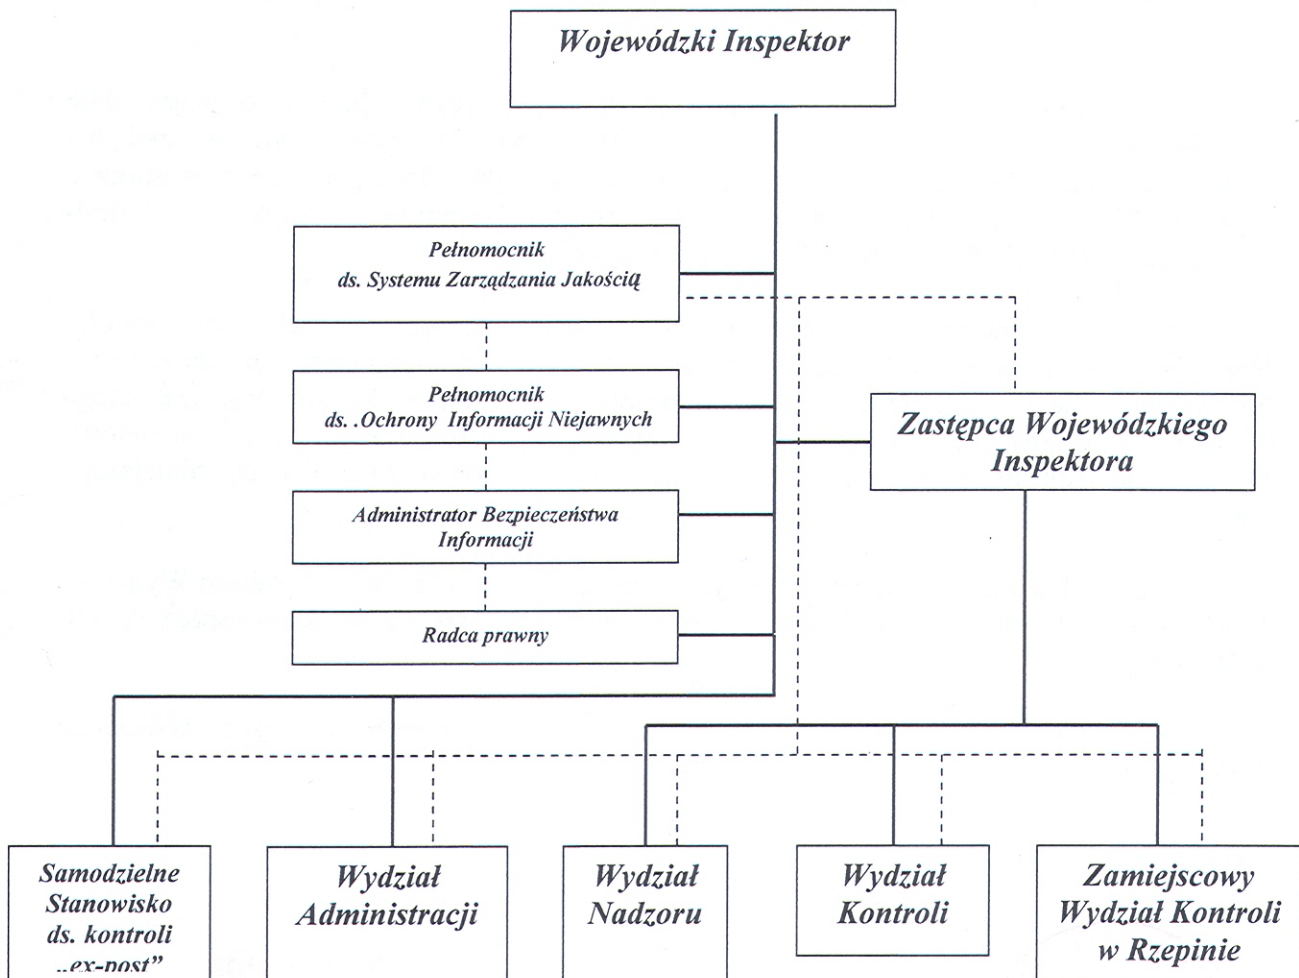 Wojewódzki Inspektor
Pełnomocnik
ds. Systemu Zarządzania Jakością
Pełnomocnik
ds. .Ochrony Informacji Niejawnych
Zastępca Wojewódzkiego
Inspektora
Administrator Bezpieczeństwa
Informacji
Radca prawny
Samodzielne
Stanowisko
ds. kontroli
„ex-post”
Wydział
Administracji
Wydział
Nadzoru
Wydział
Kontroli
Zamiejscowy
Wydział Kontroli
w Rzepinie